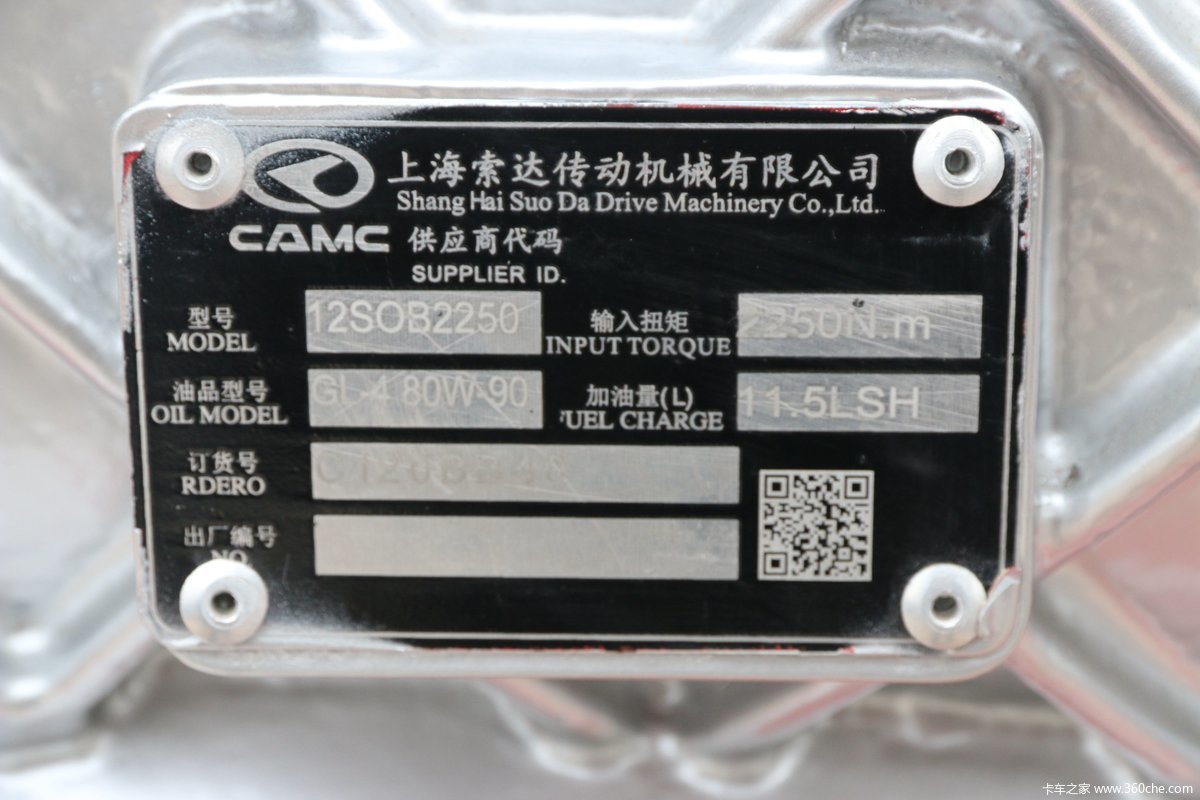 上海索达传动机械有限公司
Shang Hai Suo Da Drive Machinery Co.,Ltd.
CAMC 供应商代码
SUPPLIER ID.
型号 12SOB2250 输入扭矩 2250N.m
MODEL INPUT TORQUE
油品型号 GL-4 80W-90 加油量(L) 11.5LSH
OIL MODEL UEL CHARGE
订货号
RDERO
出厂编号
NO
卡车之家 www.360che.com